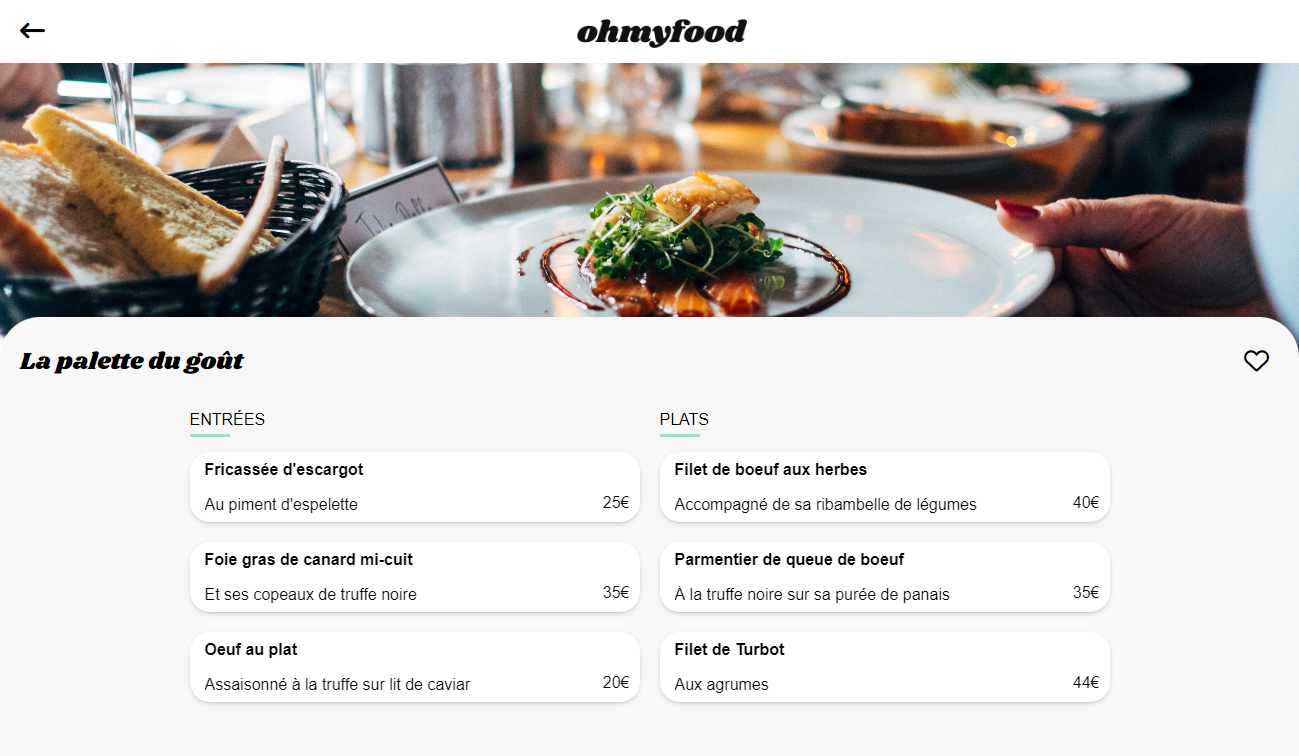 ohmyfood
La palette du goût
ENTRÉES
Fricassée d'escargot
Au piment d'espelette 25€
Foie gras de canard mi-cuit
Et ses copeaux de truffe noire 35€
Oeuf au plat
Assaisonné à la truffe sur lit de caviar 20€
PLATS
Filet de boeuf aux herbes
Accompagné de sa ribambelle de légumes 40€
Parmentier de queue de boeuf
À la truffe noire sur sa purée de panais 35€
Filet de Turbot
Aux agrumes 44€